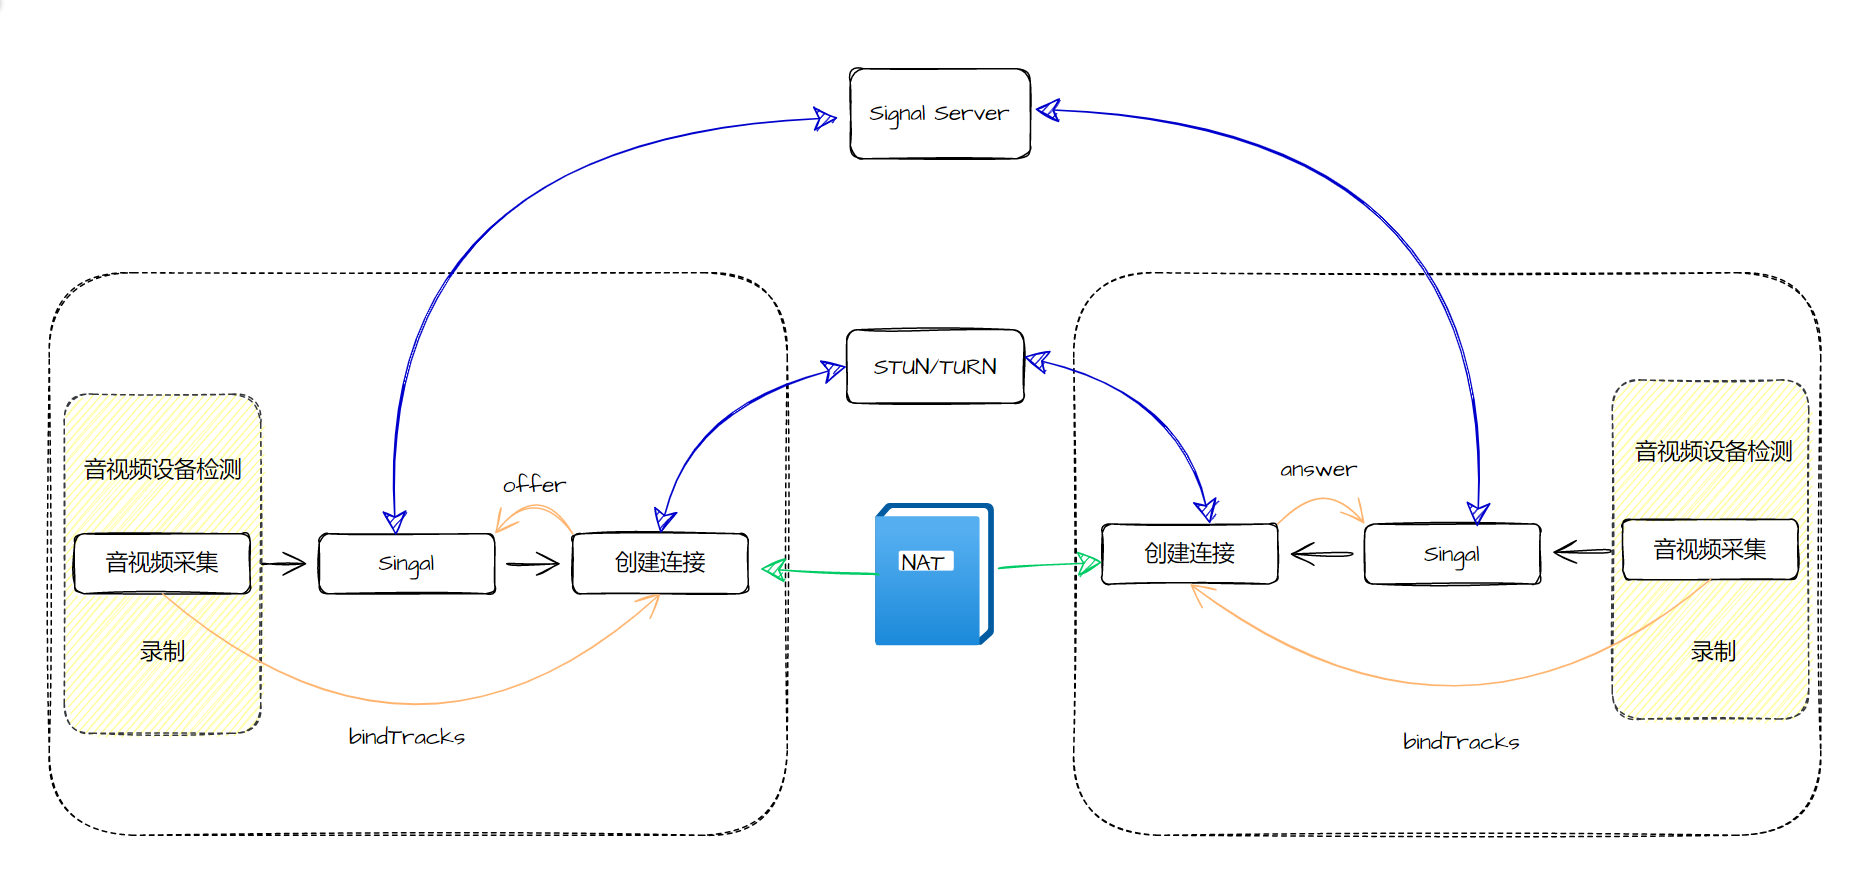 Signal Server
STUN/TURN
音视频设备检测
offer
音视频采集
Singal
创建连接
录制
bindTracks
NAT
answer
音视频设备检测
创建连接
Singal
音视频采集
录制
bindTracks